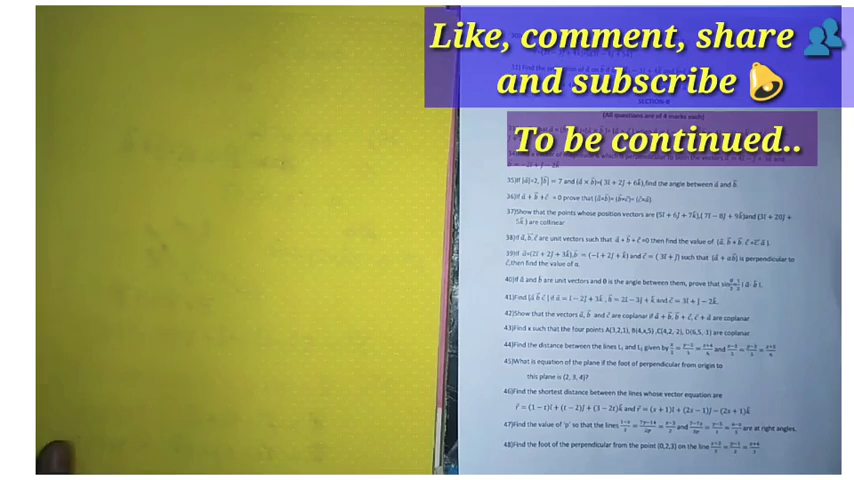 Like, comment, share
and subscribe
To be continued..
SECTION-B
(All questions are of 4 marks each)
35)If |a⃗|=2, |b⃗| = 7 and (a⃗ × b⃗)=(3î + 2ĵ + 6k̂),find the angle between a⃗ and b⃗.
36)If a⃗ + b⃗ +c⃗ = 0 prove that (a⃗×b⃗)= (b⃗×c⃗)= (c⃗×a⃗).
37)Show that the points whose position vectors are (5î + 6ĵ + 7k̂),( 7î - 8ĵ + 9k̂)and (3î + 20ĵ +
5k̂) are collinear
38)If a⃗, b⃗, c⃗ are unit vectors such that a⃗ + b⃗ +c⃗ =0 then find the value of
39)If a⃗=(2î + 2ĵ + 3k̂),b⃗ = (-î + 2ĵ + k̂) and c⃗ = (3î + ĵ) such that is perpendicular to
c⃗,then find the value of
40)If a⃗ and b⃗ are unit vectors and θ is the angle between them, prove that
41)Find [a⃗ b⃗ c⃗ ] if a⃗ = î - 2ĵ + 3k̂ , b⃗ = 2î - 3ĵ + k̂ and c⃗ = 3î + ĵ - 2k̂.
42)Show that the vectors a⃗, b⃗ and c⃗ are coplanar if a⃗ + b⃗, b⃗ + c⃗, c⃗ + a⃗ are coplanar.
43)Find x such that the four points A(3,2,1), B(4,x,5) ,C(4,2,-2), D(6,5,-1) are coplanar.
44)Find the distance between the lines L₁ and L₂ given by
45)What is equation of the plane if the foot of perpendicular from origin to
this plane is (2, 3, 4)?
46)Find the shortest distance between the lines whose vector equation are
r⃗ = (1 − t)î + (t − 2)ĵ + (3 − 2t)k̂ and r⃗ = (s + 1)î + (2s − 1)ĵ − (2s + 1)k̂
47)Find the value of 'p' so that the lines are at right angles.
48)Find the foot of the perpendicular from the point (0,2,3) on the line